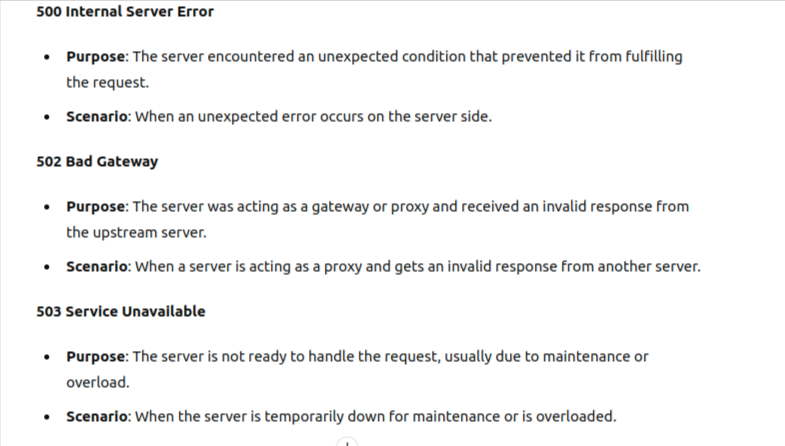 500 Internal Server Error
• Purpose: The server encountered an unexpected condition that prevented it from fulfilling
the request.
• Scenario: When an unexpected error occurs on the server side.
502 Bad Gateway
• Purpose: The server was acting as a gateway or proxy and received an invalid response from
the upstream server.
• Scenario: When a server is acting as a proxy and gets an invalid response from another server.
503 Service Unavailable
• Purpose: The server is not ready to handle the request, usually due to maintenance or
overload.
• Scenario: When the server is temporarily down for maintenance or is overloaded.